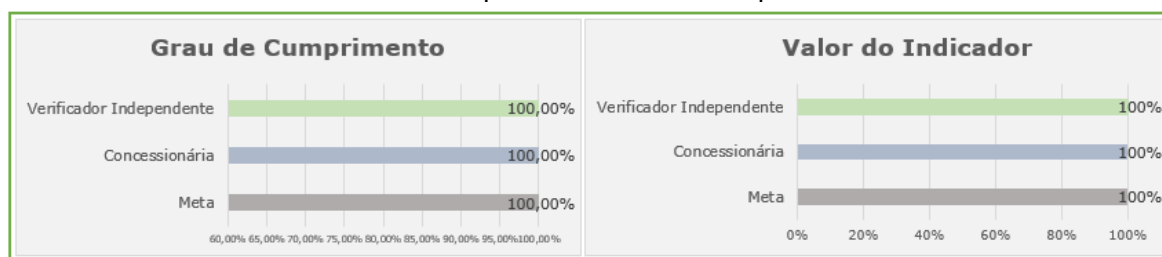 Grau de Cumprimento
Verificador Independente 100,00%
Concessionária 100,00%
Meta 100,00%
60,00% 65,00% 70,00% 75,00% 80,00% 85,00% 90,00% 95,00% 100,00%
Valor do Indicador
Verificador Independente 100%
Concessionária 100%
Meta 100%
0% 20% 40% 60% 80% 100%